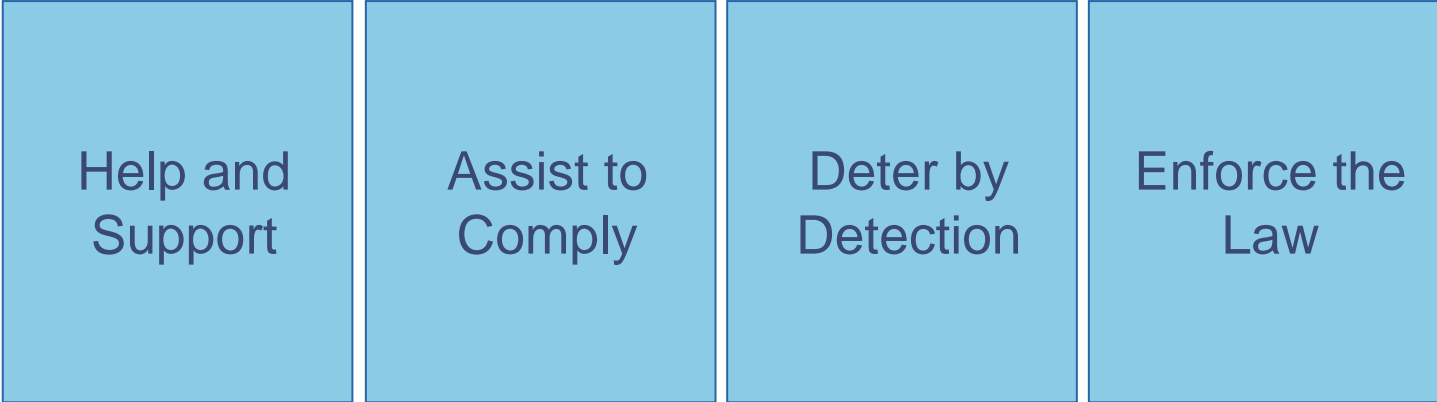 Help and
Support
Assist to
Comply
Deter by
Detection
Enforce the
Law